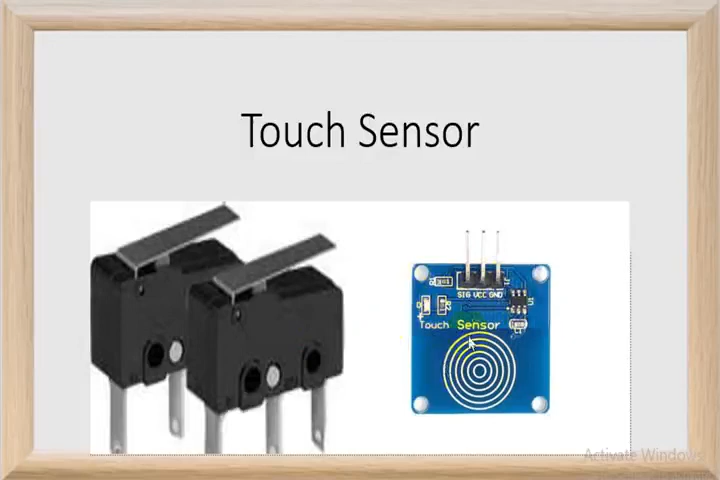 Touch Sensor
SIG VCC GND
Touch Sensor
Activate Windows